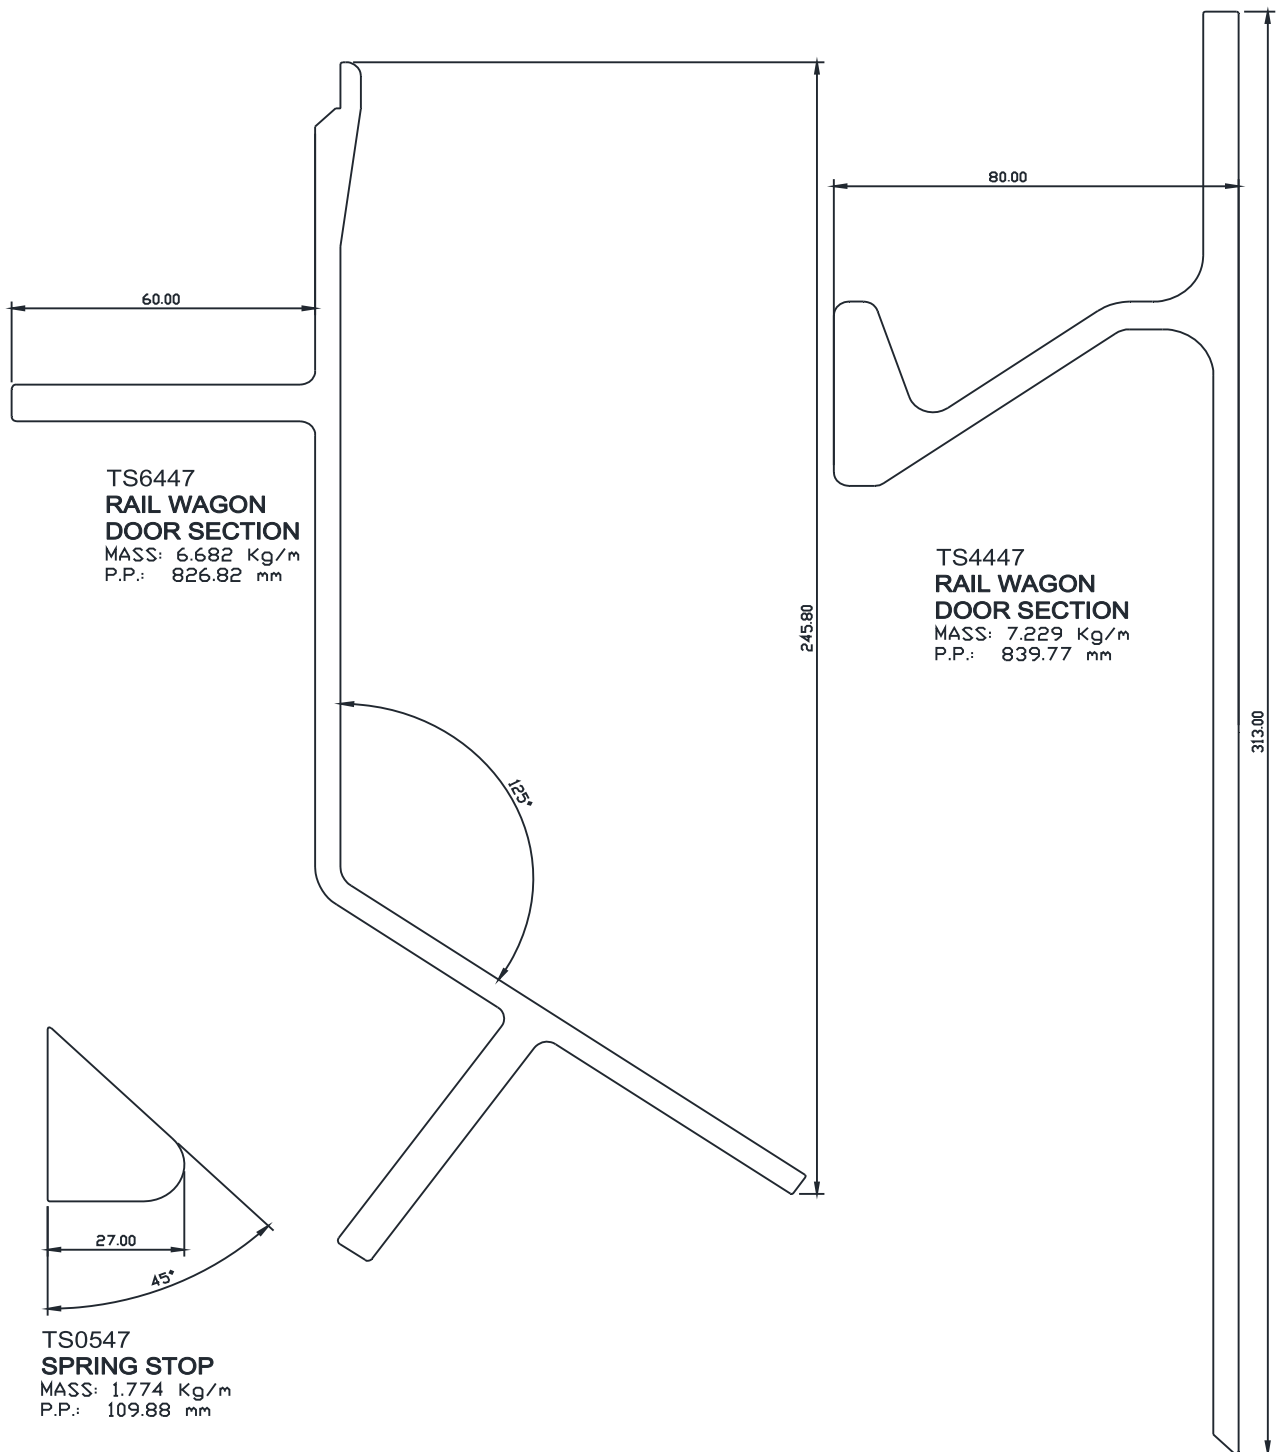 80.00
60.00
TS6447
RAIL WAGON
DOOR SECTION
MASS: 6.682 Kg/m
P.P.: 826.82 mm
TS4447
RAIL WAGON
DOOR SECTION
MASS: 7.229 Kg/m
P.P.: 839.77 mm
245.80
313.00
125°
27.00
45°
TS0547
SPRING STOP
MASS: 1.774 Kg/m
P.P.: 109.88 mm